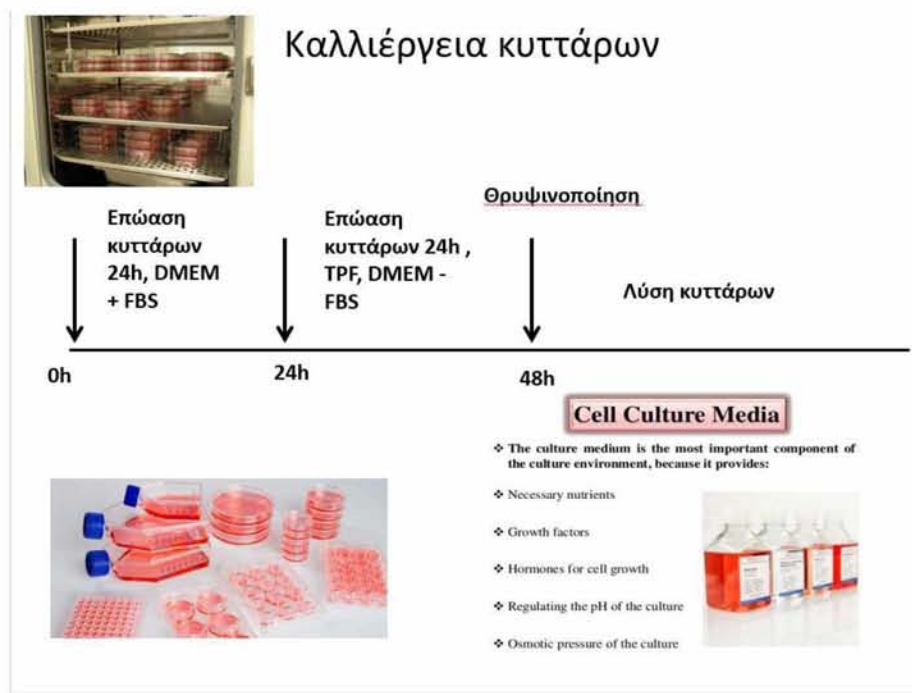 Καλλιέργεια κυττάρων
Θρυψινοποίηση
Επώαση
κυττάρων
24h, DMEM
+ FBS
Επώαση
κυττάρων 24h ,
TPF, DMEM -
FBS
Λύση κυττάρων
0h
24h
48h
Cell Culture Media
❖ The culture medium is the most important component of
the culture environment, because it provides:
❖ Necessary nutrients
❖ Growth factors
❖ Hormones for cell growth
❖ Regulating the pH of the culture
❖ Osmotic pressure of the culture